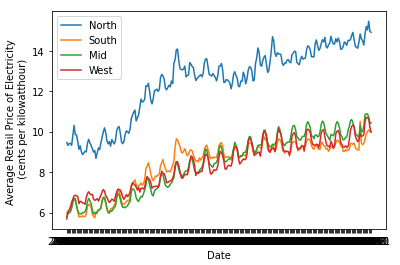 Average Retail Price of Electricity
(cents per kilowatthour)
North
South
Mid
West
14
12
10
8
6
Date